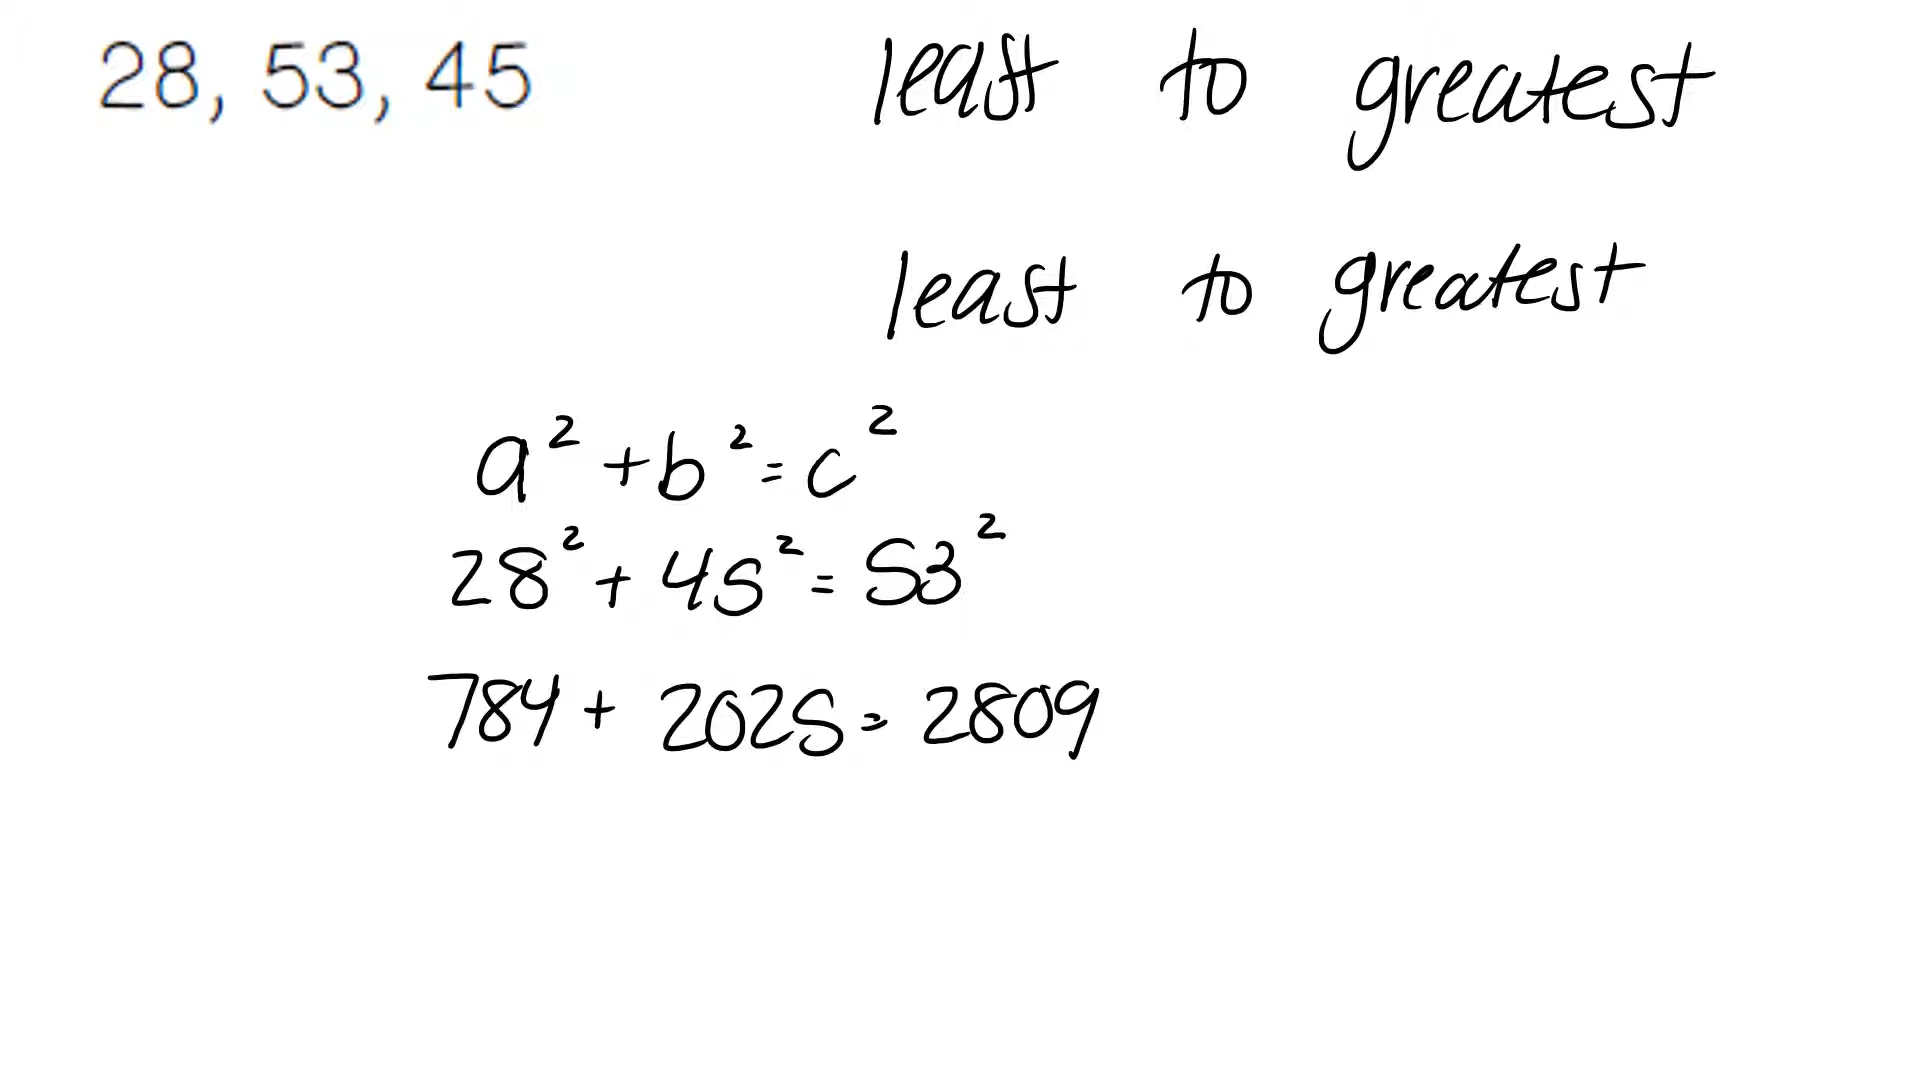 28, 53, 45 least to greatest
least to greatest
a² + b² = c²
28² + 45² = 53²
784 + 2025 = 2809